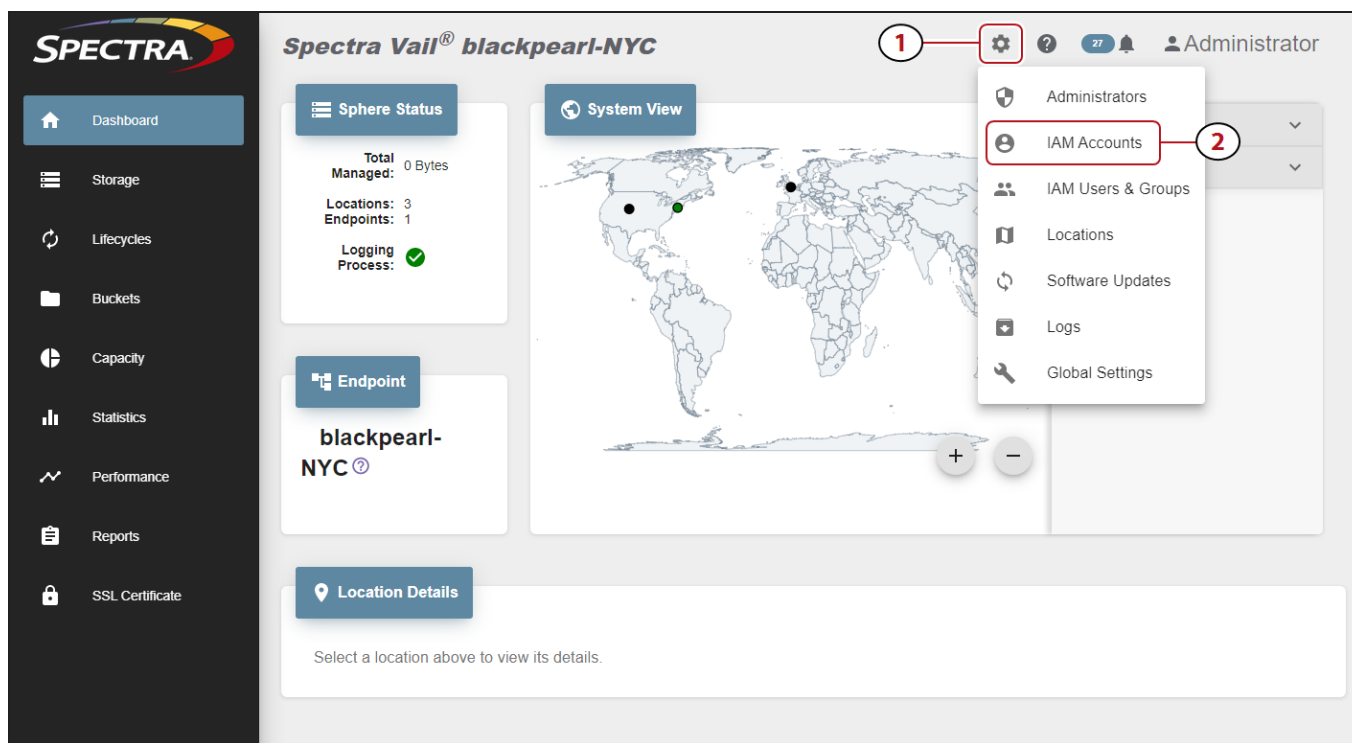 SPECTRA
Spectra Vail® blackpearl-NYC
1
27
Administrator
Dashboard
Storage
Lifecycles
Buckets
Capacity
Statistics
Performance
Reports
SSL Certificate
Sphere Status
Total Managed: 0 Bytes
Locations: 3
Endpoints: 1
Logging Process:
System View
Administrators
IAM Accounts
2
IAM Users & Groups
Locations
Software Updates
Logs
Global Settings
+
−
Endpoint
blackpearl-
NYC
Location Details
Select a location above to view its details.